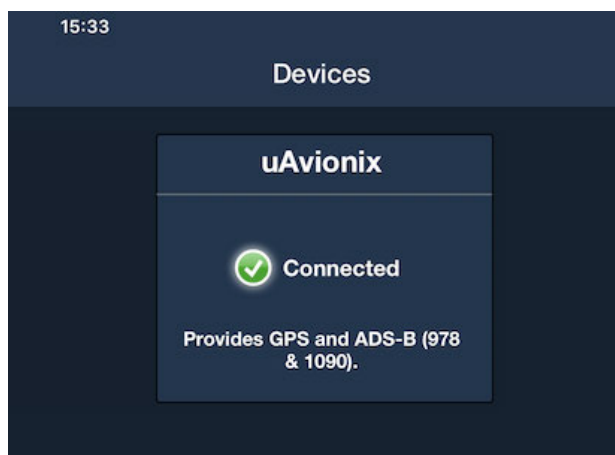 15:33
Devices
uAvionix
Connected
Provides GPS and ADS-B (978
& 1090).